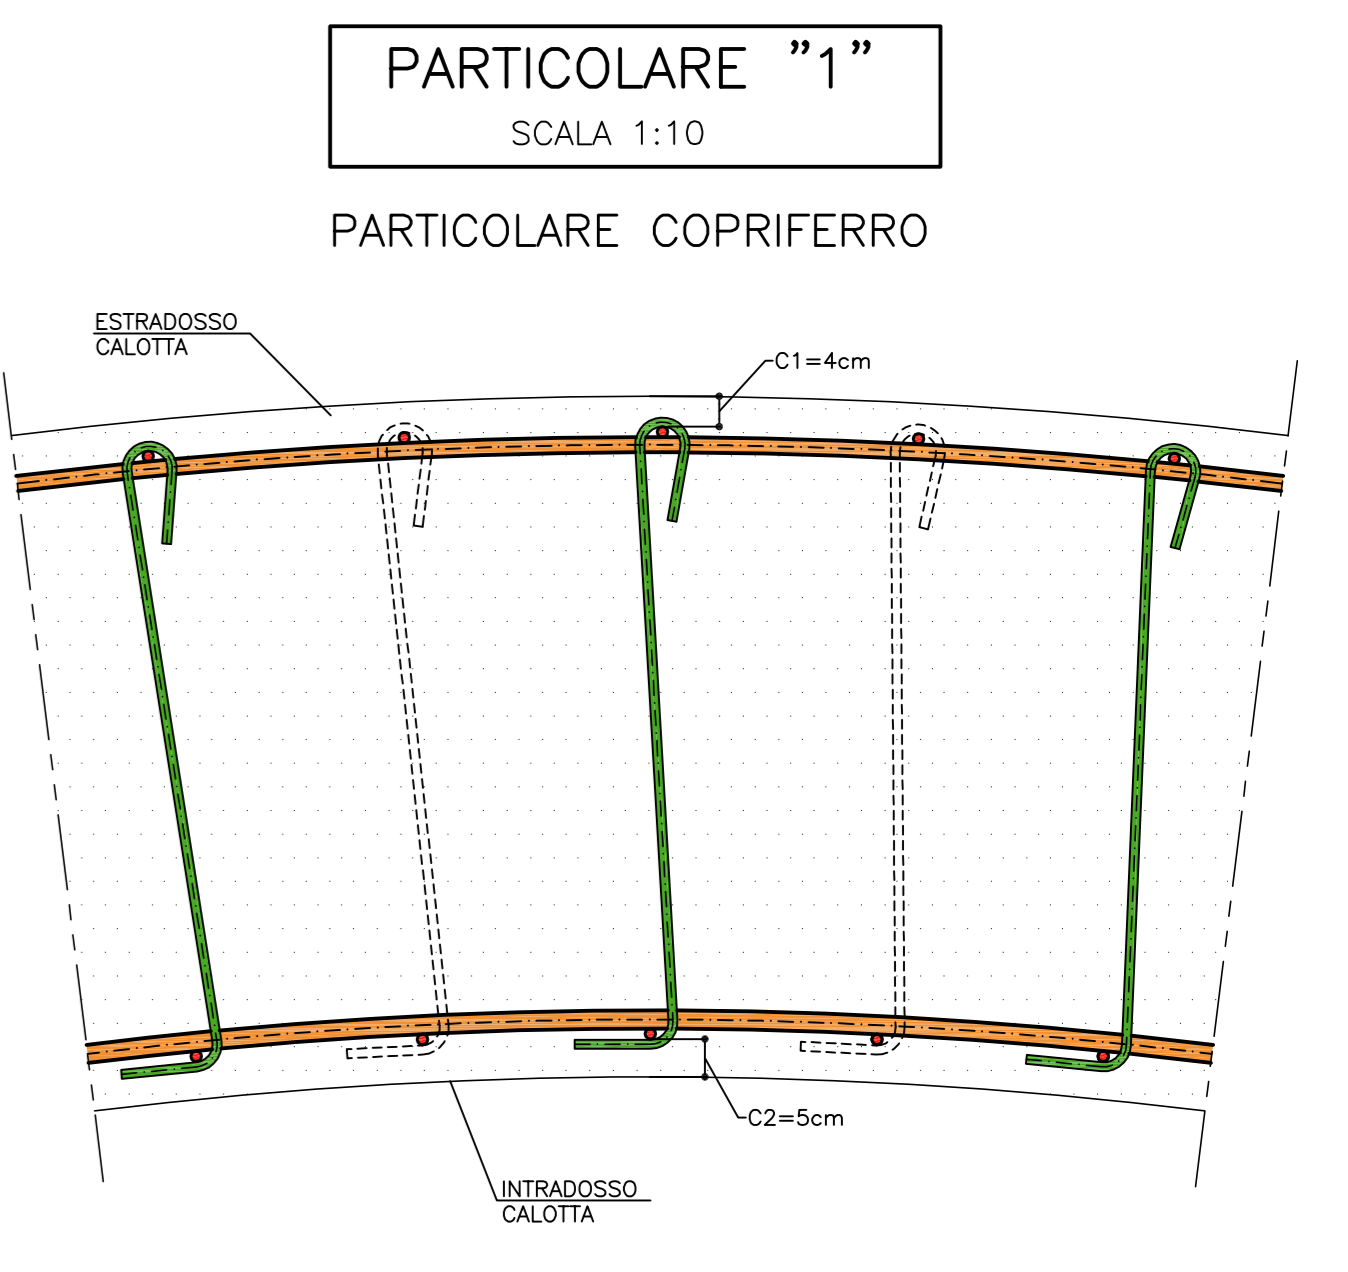 PARTICOLARE "1"
SCALA 1:10
PARTICOLARE COPRIFERRO
ESTRADOSSO
CALOTTA
C1=4cm
C2=5cm
INTRADOSSO
CALOTTA